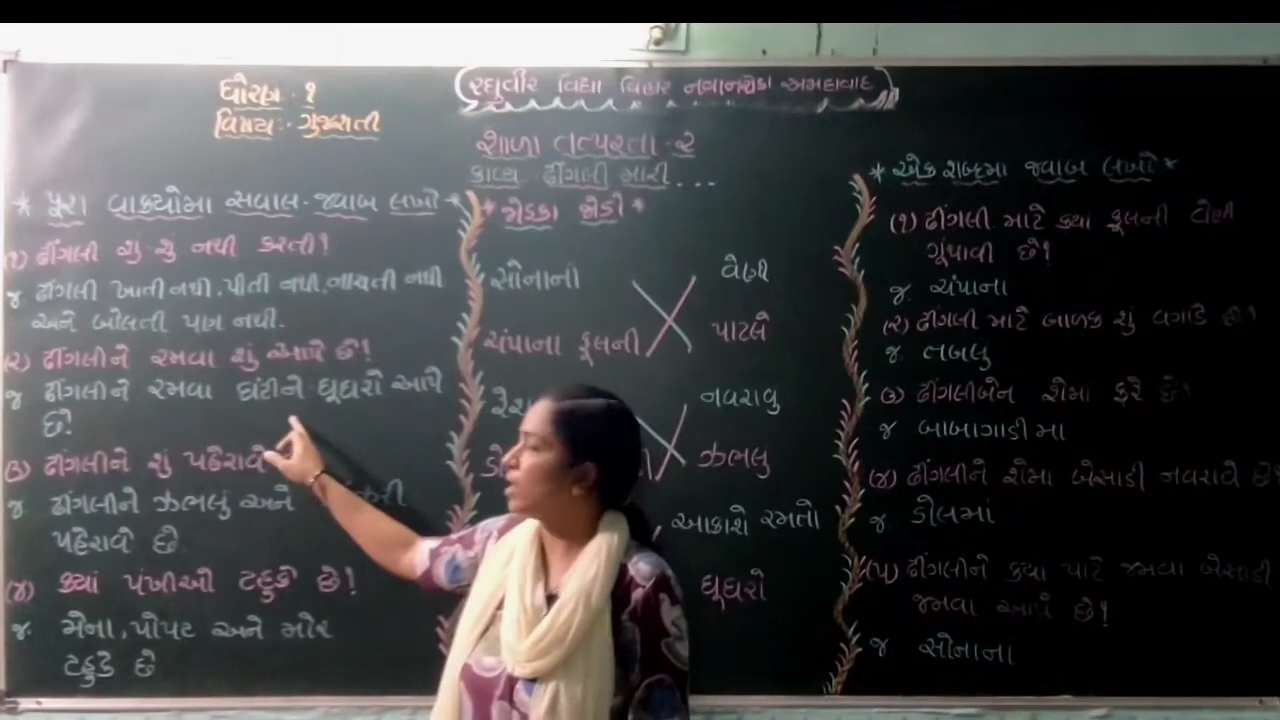 ધોરણ - ૧
વિષય :- ગુજરાતી
રઘુવીર વિદ્યા વિહાર નવાનરોડા અમદાવાદ
શાળા તત્પરતા-૨
કાવ્ય- ઢીંગલી મારી...
* પૂરા વાક્યોમા સવાલ-જવાબ લખો *
(૧) ઢીંગલી શું શું નથી કરતી?
જ. ઢીંગલી ખાતી નથી, પીતી નથી, નાચતી નથી
અને બોલતી પણ નથી.
(૨) ઢીંગલીને રમવા શું આપે છે?
જ ઢીંગલીને રમવા ઘંટીને ઘૂઘરો આપે
છે?
(૩) ઢીંગલીને શું પહેરાવે
જ. ઢીંગલીને ઝભલું અને
પહેરાવે છે
(૪) ક્યાં પંખીઓ ટહુકે છે?
જ. મૈના, પોપટ અને મોર
ટહુકે છે
* જોડકા જોડો *
સોનાનો વેણી
ચંપાના ફૂલની પાટલે
રેશ નવરાવુ
ડો ઝભલુ
આકાશે રમતો
ઘૂઘરો
* એક શબ્દમા જવાબ લખો *
(૧) ઢીંગલી માટે ક્યા ફૂલની વેણી
ગૂંથાવી છે?
જ. ચંપાના
(૨) ઢીંગલી માટે બાળક શું વગાડે છે?
જ. તબલુ
(૩) ઢીંગલીબેન શેમા ફરે છે?
જ બાબાગાડીમા
(૪) ઢીંગલીને શેમા બેસાડી નવરાવે છે
જ. ડોલમાં
(૫) ઢીંગલીને ક્યા પાટે જમવા બેસાડી
જમવા આપે છે?
જ સોનાના